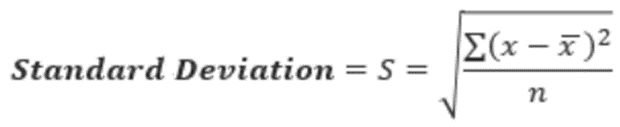 Standard Deviation = S = √(Σ(x − x̄)² / n)